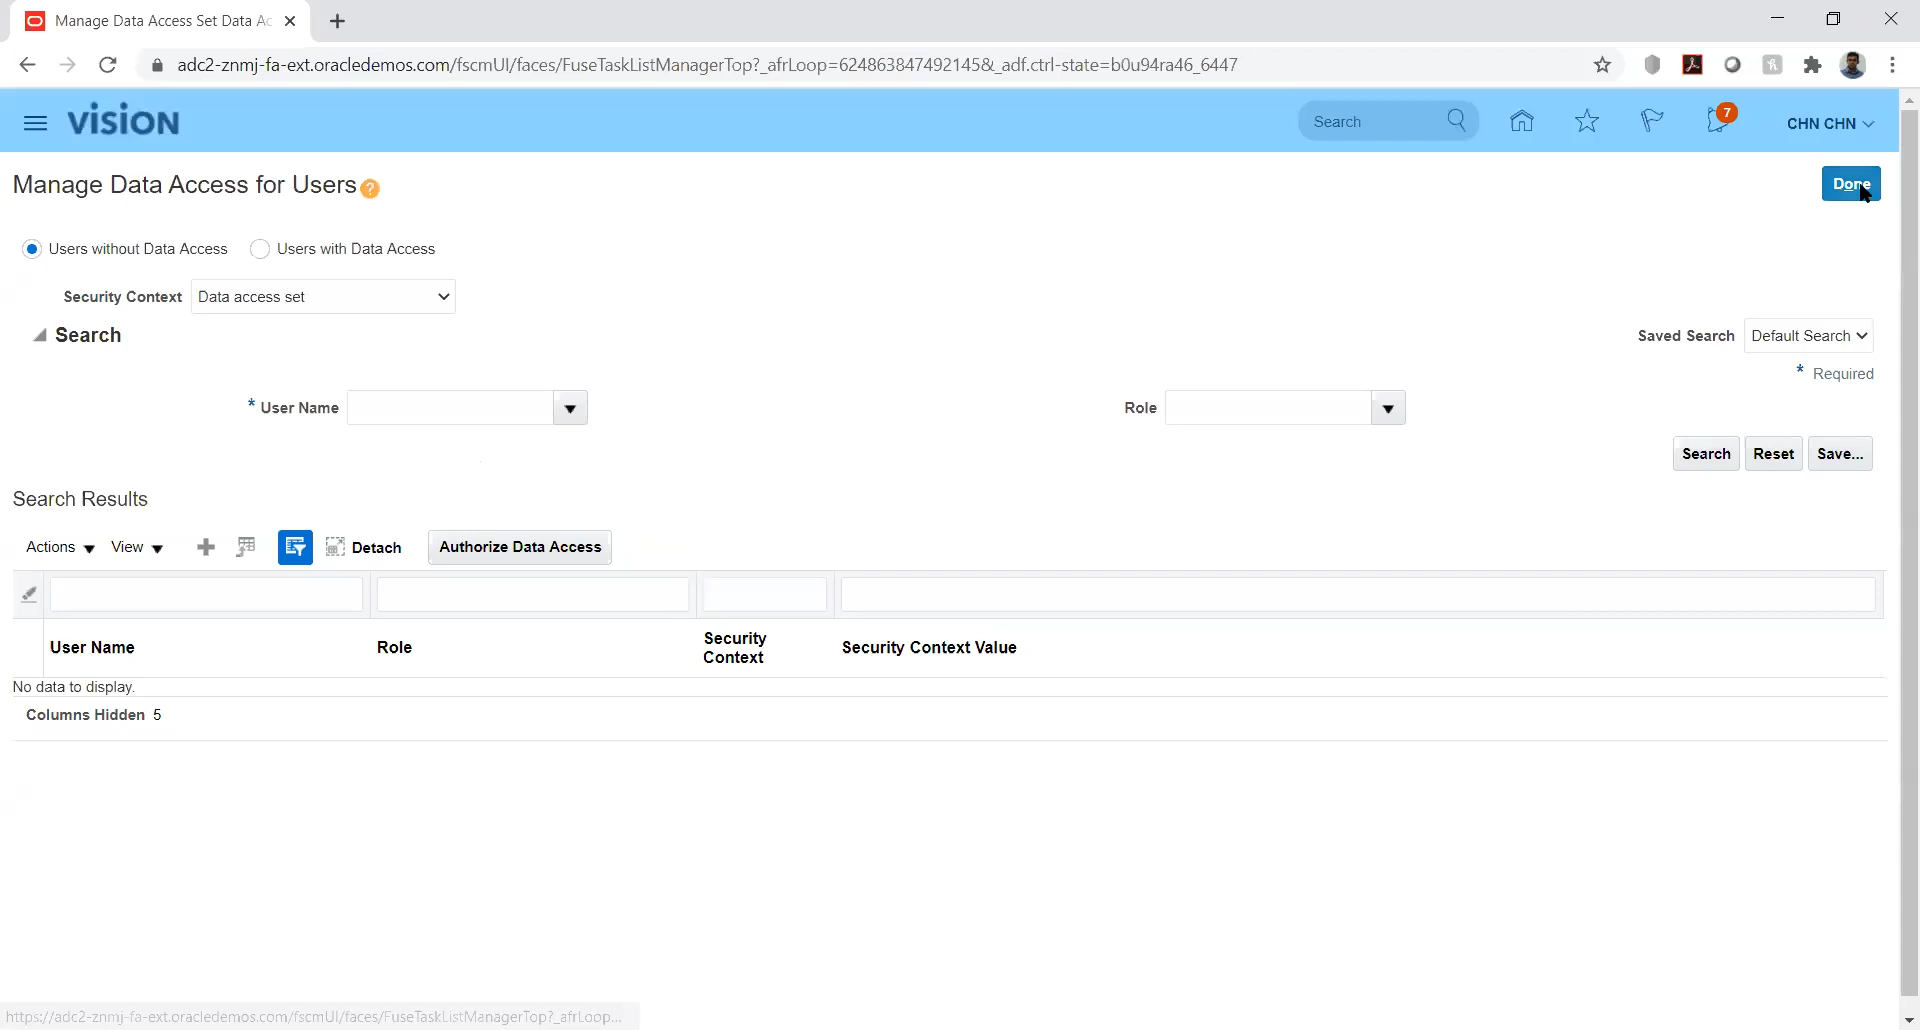 Manage Data Access Set Data Ac
adc2-znmj-fa-ext.oracledemos.com/fscmUI/faces/FuseTaskListManagerTop?_afrLoop=62486384749214​5&_adf.ctrl-state=b0u94ra46_6447
VISION
Search
7
CHN CHN
Manage Data Access for Users ?
Done
Users without Data Access Users with Data Access
Security Context Data access set
Search
Saved Search Default Search
* Required
* User Name
Role
Search Reset Save...
Search Results
Actions View Detach Authorize Data Access
User Name Role Security Context Security Context Value
No data to display.
Columns Hidden 5
https://adc2-znmj-fa-ext.oracledemos.com/fscmUI/faces/FuseTaskListManagerTop?_afrLoop...